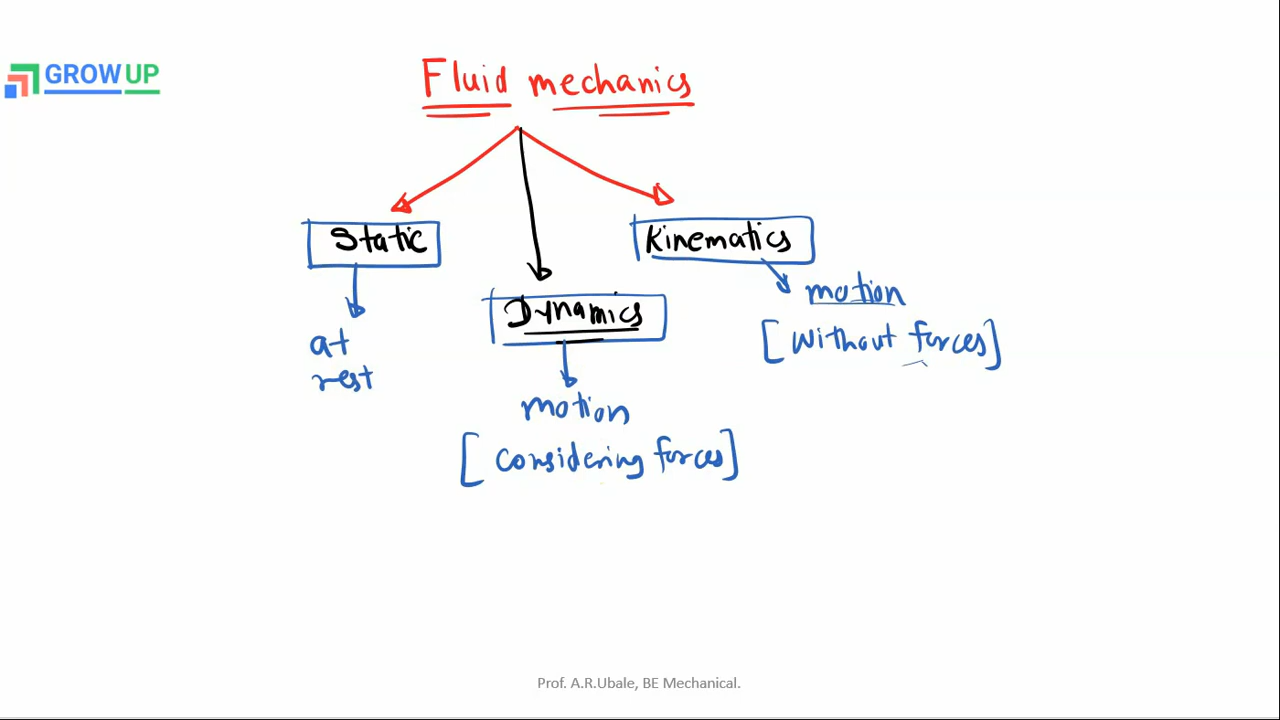 GROW UP
Fluid mechanics
Static
Kinematics
motion
[without forces]
Dynamics
at
rest
motion
[considering forces]
Prof. A.R.Ubale, BE Mechanical.